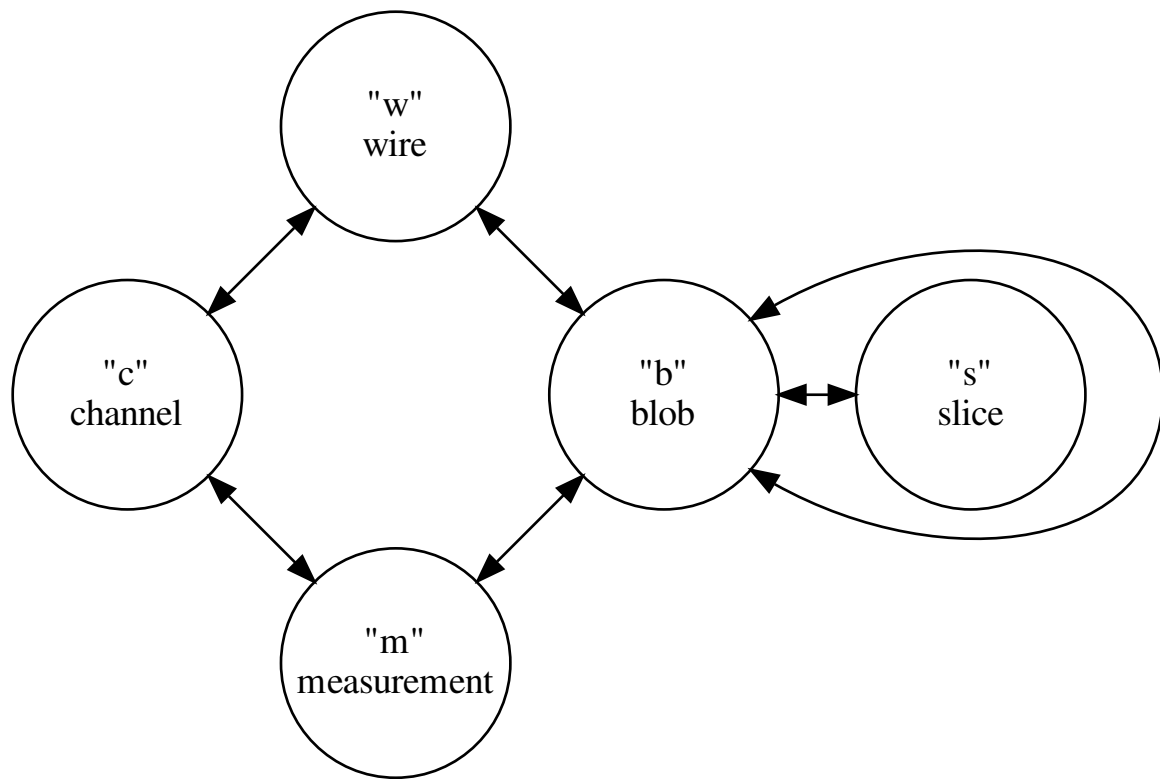 "w"
wire
"c"
channel
"b"
blob
"s"
slice
"m"
measurement